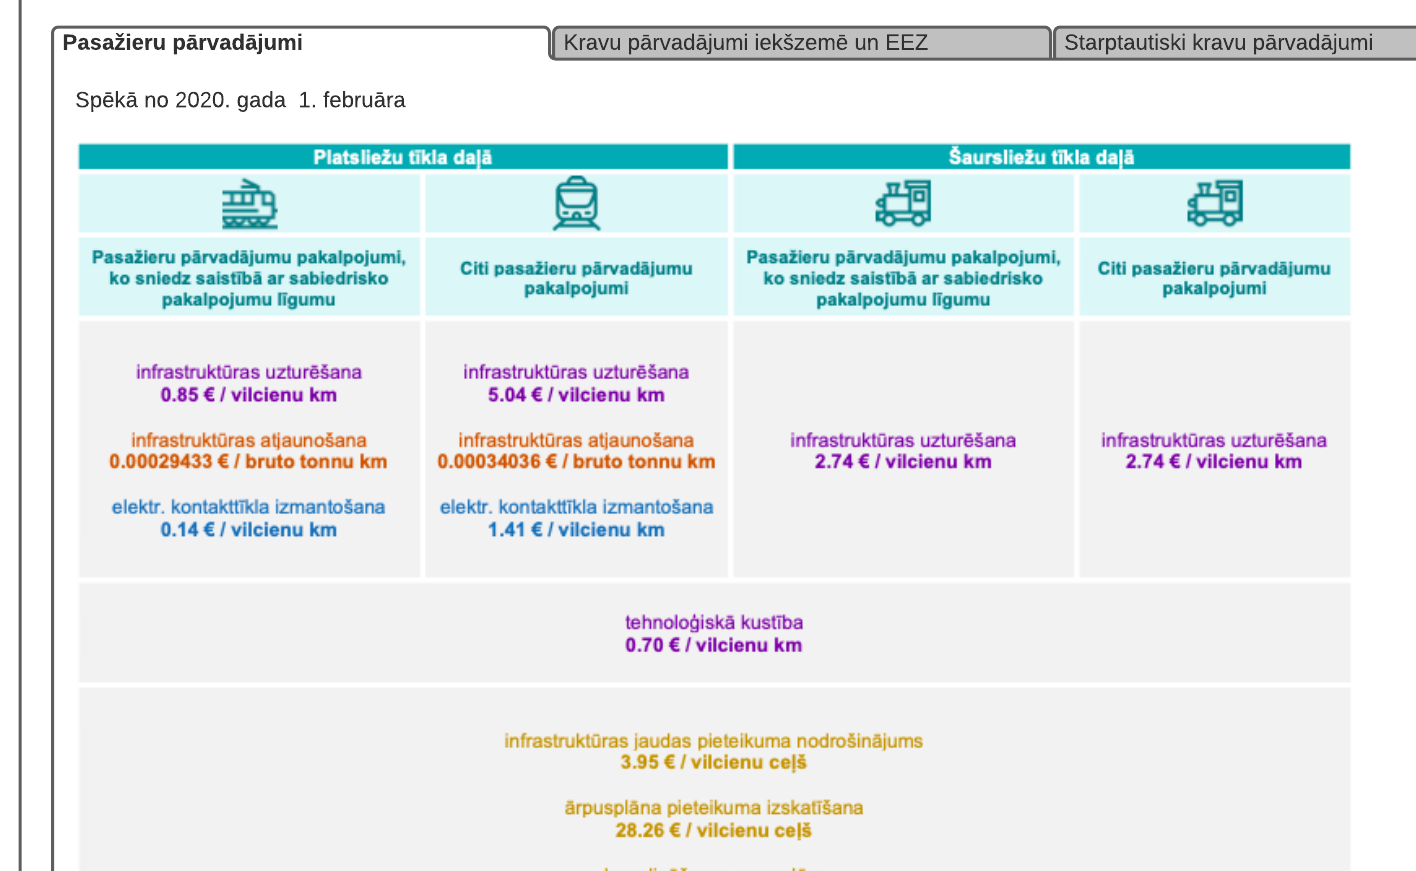 Pasažieru pārvadājumi
Kravu pārvadājumi iekšzemē un EEZ
Starptautiski kravu pārvadājumi
Spēkā no 2020. gada 1. februāra
Platsliežu tīkla daļā
Šaursliežu tīkla daļā
Pasažieru pārvadājumu pakalpojumi,
ko sniedz saistībā ar sabiedrisko
pakalpojumu līgumu
Citi pasažieru pārvadājumu
pakalpojumi
Pasažieru pārvadājumu pakalpojumi,
ko sniedz saistībā ar sabiedrisko
pakalpojumu līgumu
Citi pasažieru pārvadājumu
pakalpojumi
infrastruktūras uzturēšana
0.85 € / vilcienu km
infrastruktūras atjaunošana
0.00029433 € / bruto tonnu km
elektr. kontakttīkla izmantošana
0.14 € / vilcienu km
infrastruktūras uzturēšana
5.04 € / vilcienu km
infrastruktūras atjaunošana
0.00034036 € / bruto tonnu km
elektr. kontakttīkla izmantošana
1.41 € / vilcienu km
infrastruktūras uzturēšana
2.74 € / vilcienu km
infrastruktūras uzturēšana
2.74 € / vilcienu km
tehnoloģiskā kustība
0.70 € / vilcienu km
infrastruktūras jaudas pieteikuma nodrošinājums
3.95 € / vilcienu ceļš
ārpusplāna pieteikuma izskatīšana
28.26 € / vilcienu ceļš